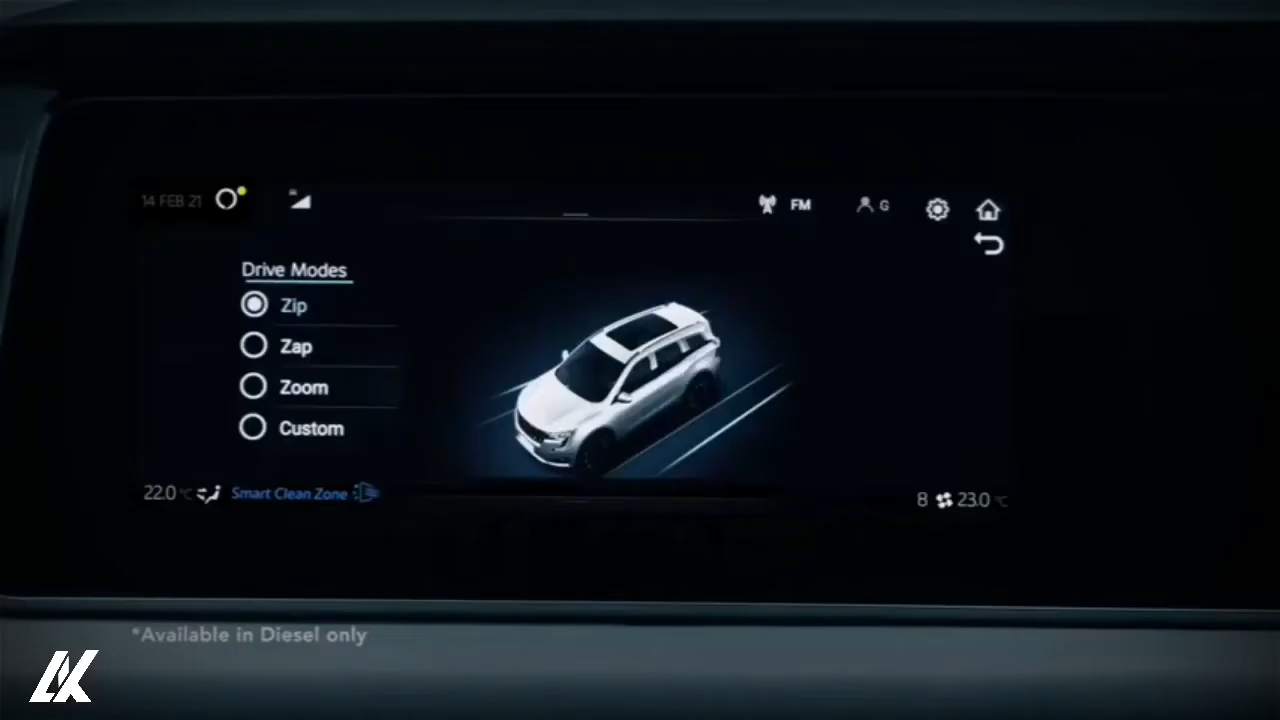 14 FEB 21
FM
G
Drive Modes
Zip
Zap
Zoom
Custom
22.0 °C Smart Clean Zone
8 23.0 °C
*Available in Diesel only
LK